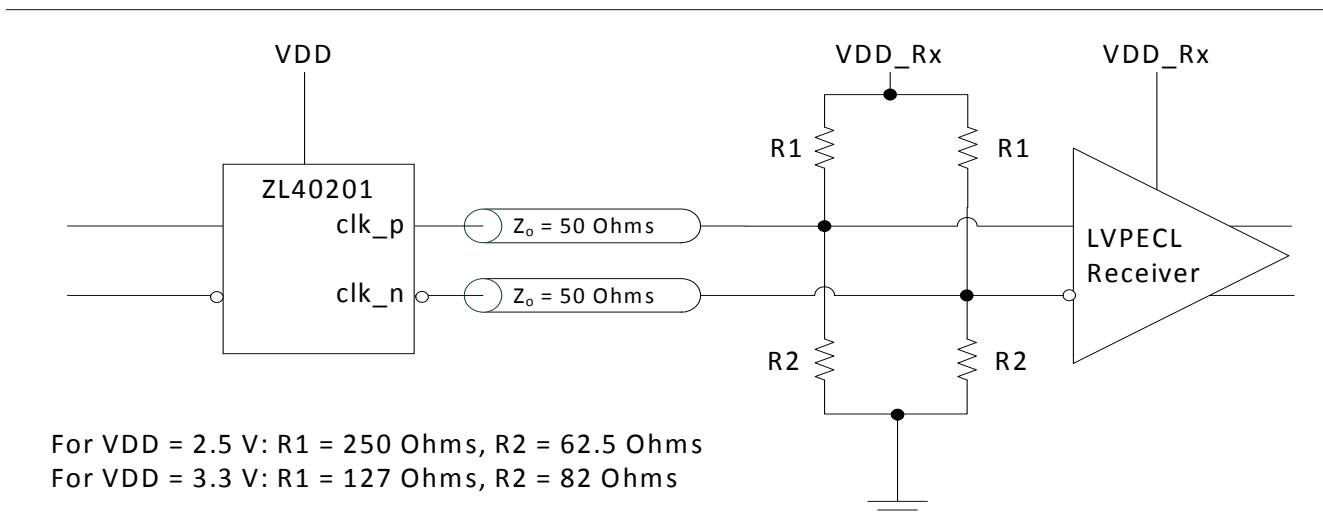 VDD
VDD_Rx
VDD_Rx
R1
R1
ZL40201
clk_p
Zo = 50 Ohms
LVPECL
Receiver
clk_n
Zo = 50 Ohms
R2
R2
For VDD = 2.5 V: R1 = 250 Ohms, R2 = 62.5 Ohms
For VDD = 3.3 V: R1 = 127 Ohms, R2 = 82 Ohms